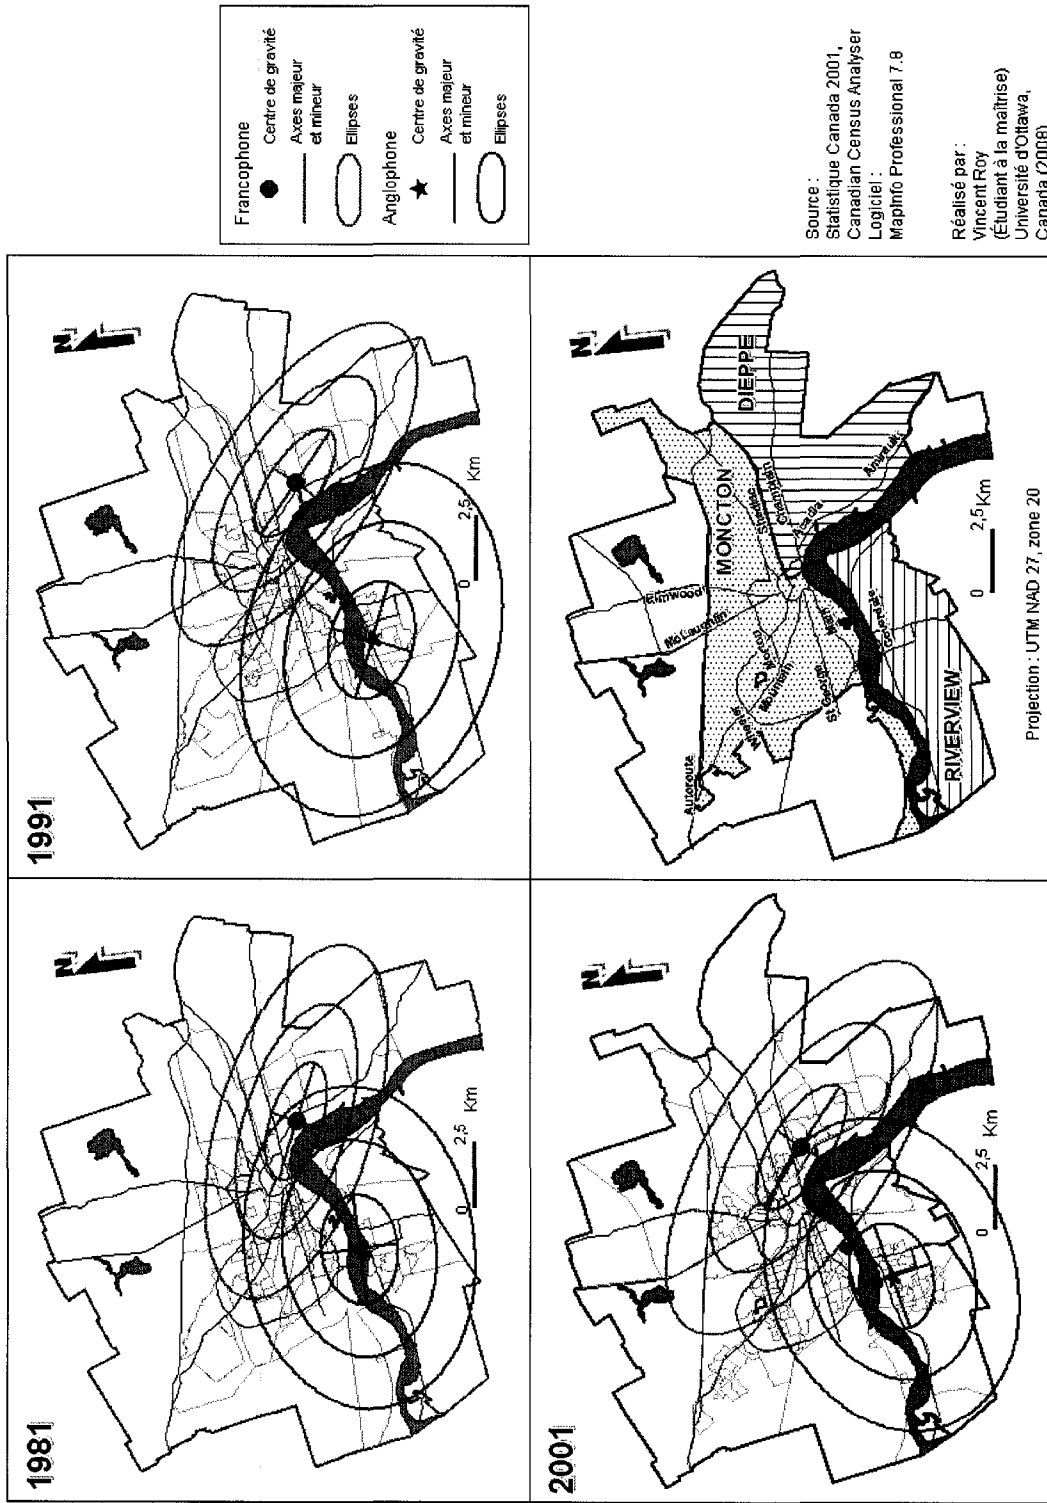 1981
N
0
2,5
Km
1991
N
0
2,5
Km
2001
N
0
2,5
Km
N
MONCTON
DIEPPE
RIVERVIEW
Autoroute
Wheeler
Mountain
McLaughlin
Elmwood
Shediac
Champlain
Acadie
Amirault
Main
St George
Coverdale
0
2,5
Km
Projection : UTM NAD 27, zone 20
Francophone
Centre de gravité
Axes majeur
et mineur
Ellipses
Anglophone
Centre de gravité
Axes majeur
et mineur
Ellipses
Source :
Statistique Canada 2001,
Canadian Census Analyser
Logiciel :
MapInfo Professional 7.8
Réalisé par :
Vincent Roy
(Étudiant à la maîtrise)
Université d'Ottawa,
Canada (2008)